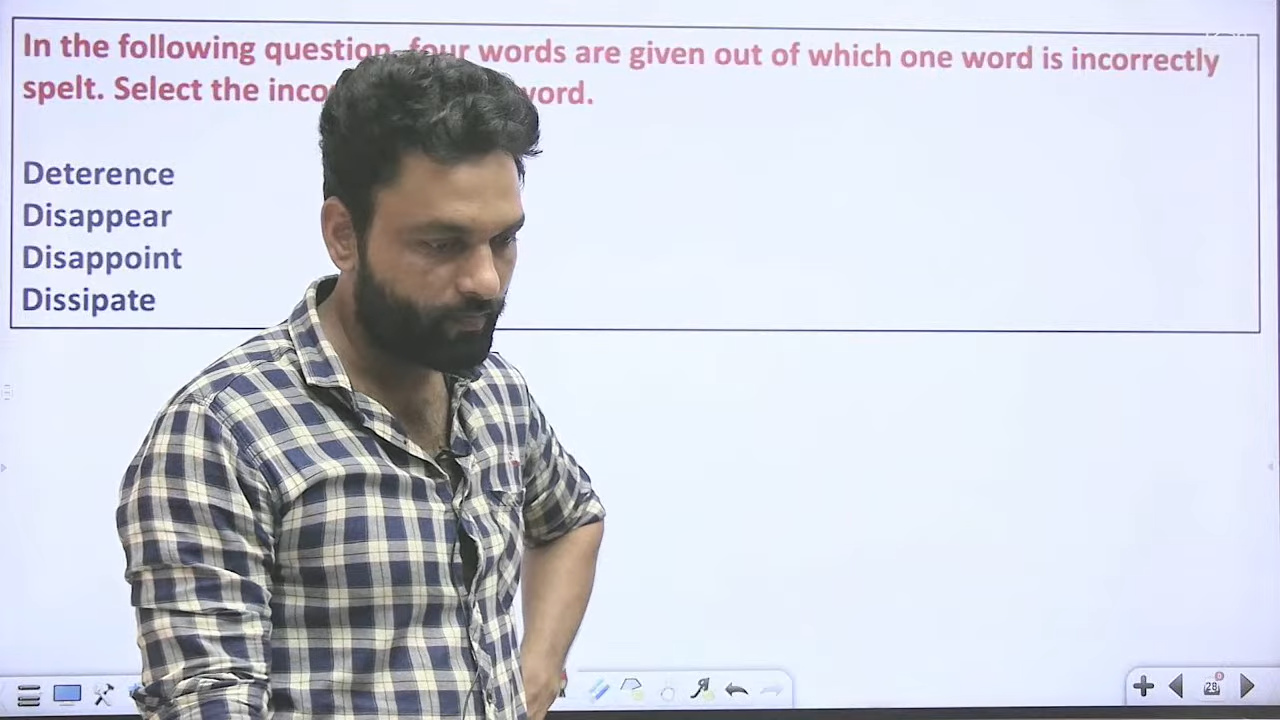 In the following question, four words are given out of which one word is incorrectly
spelt. Select the word.
Deterence
Disappear
Disappoint
Dissipate
28